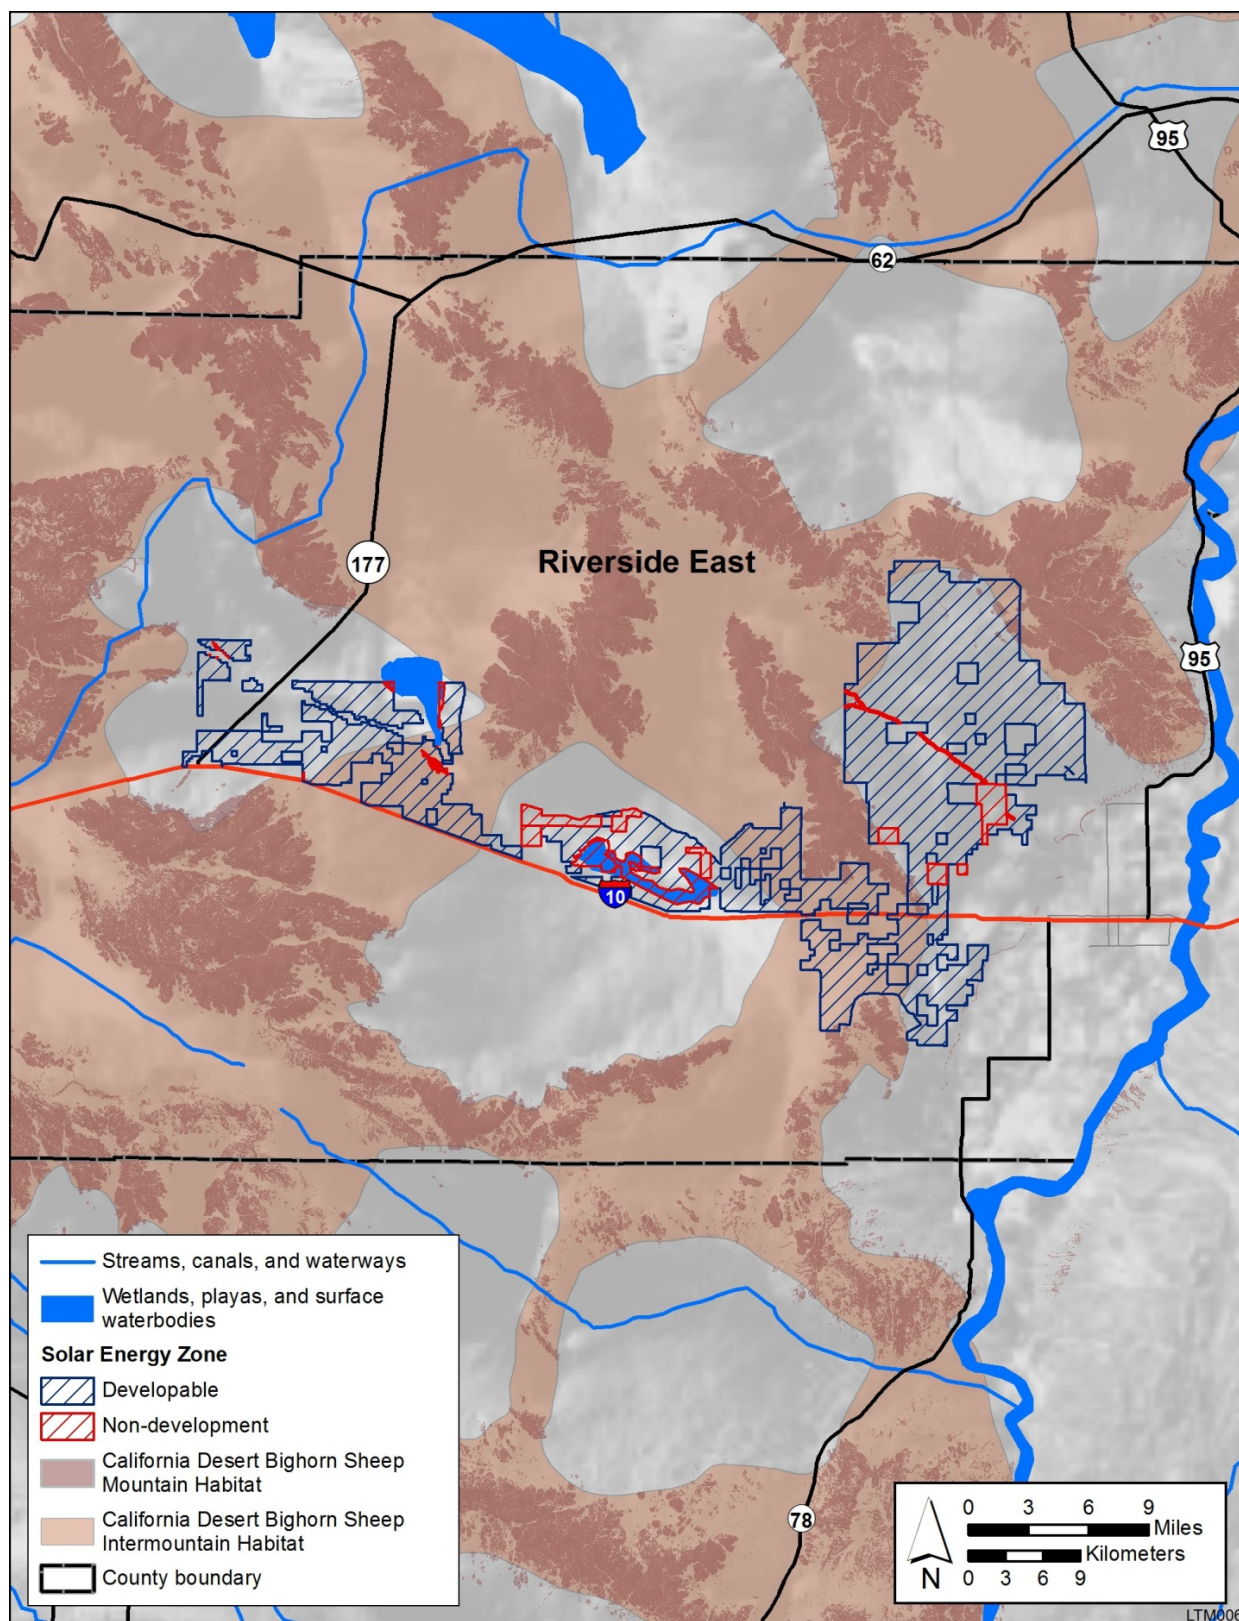 95
62
177
Riverside East
95
10
Streams, canals, and waterways
Wetlands, playas, and surface
waterbodies
Solar Energy Zone
Developable
Non-development
California Desert Bighorn Sheep
Mountain Habitat
California Desert Bighorn Sheep
Intermountain Habitat
County boundary
78
N
0 3 6 9
Miles
Kilometers
0 3 6 9
LTM006